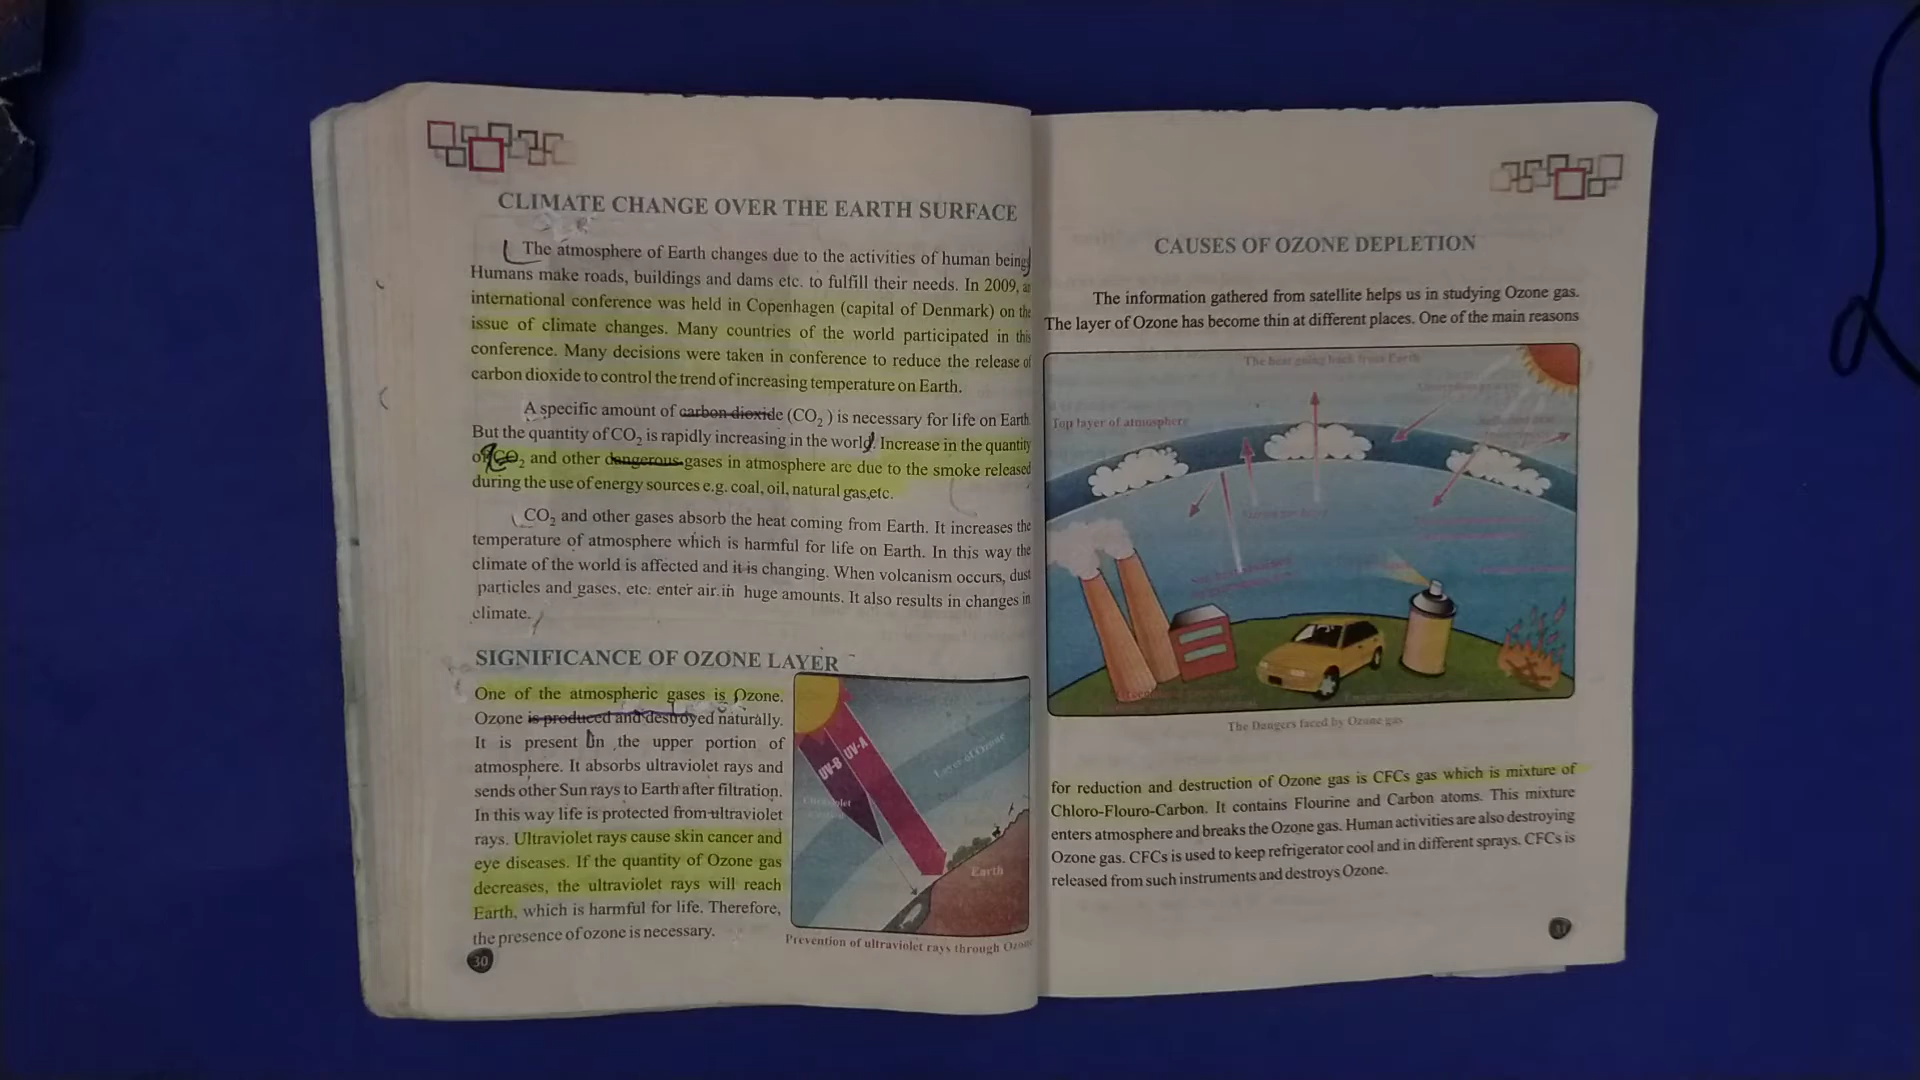 CLIMATE CHANGE OVER THE EARTH SURFACE
The atmosphere of Earth changes due to the activities of human being
Humans make roads, buildings and dams etc. to fulfill their needs. In 2009, an
international conference was held in Copenhagen (capital of Denmark) on the
issue of climate changes. Many countries of the world participated in this
conference. Many decisions were taken in conference to reduce the release of
carbon dioxide to control the trend of increasing temperature on Earth.
A specific amount of carbon dioxide (CO2) is necessary for life on Earth
But the quantity of CO2 is rapidly increasing in the world. Increase in the quantity
of CO2 and other dangerous gases in atmosphere are due to the smoke released
during the use of energy sources e.g. coal, oil, natural gas,etc.
CO2 and other gases absorb the heat coming from Earth. It increases the
temperature of atmosphere which is harmful for life on Earth. In this way the
climate of the world is affected and it is changing. When volcanism occurs, dust
particles and gases, etc. enter air in huge amounts. It also results in changes in
climate.
SIGNIFICANCE OF OZONE LAYER
One of the atmospheric gases is Ozone.
Ozone is produced and destroyed naturally.
It is present in the upper portion of
atmosphere. It absorbs ultraviolet rays and
sends other Sun rays to Earth after filtration.
In this way life is protected from ultraviolet
rays. Ultraviolet rays cause skin cancer and
eye diseases. If the quantity of Ozone gas
decreases, the ultraviolet rays will reach
Earth, which is harmful for life. Therefore,
the presence of ozone is necessary.
UV-B
UV-A
Layer of Ozone
Earth
Prevention of ultraviolet rays through Ozone
30
CAUSES OF OZONE DEPLETION
The information gathered from satellite helps us in studying Ozone gas.
The layer of Ozone has become thin at different places. One of the main reasons
The heat going back from Earth
Top layer of atmosphere
The Dangers faced by Ozone gas
for reduction and destruction of Ozone gas is CFCs gas which is mixture of
Chloro-Flouro-Carbon. It contains Flourine and Carbon atoms. This mixture
enters atmosphere and breaks the Ozone gas. Human activities are also destroying
Ozone gas. CFCs is used to keep refrigerator cool and in different sprays. CFCs is
released from such instruments and destroys Ozone.
31